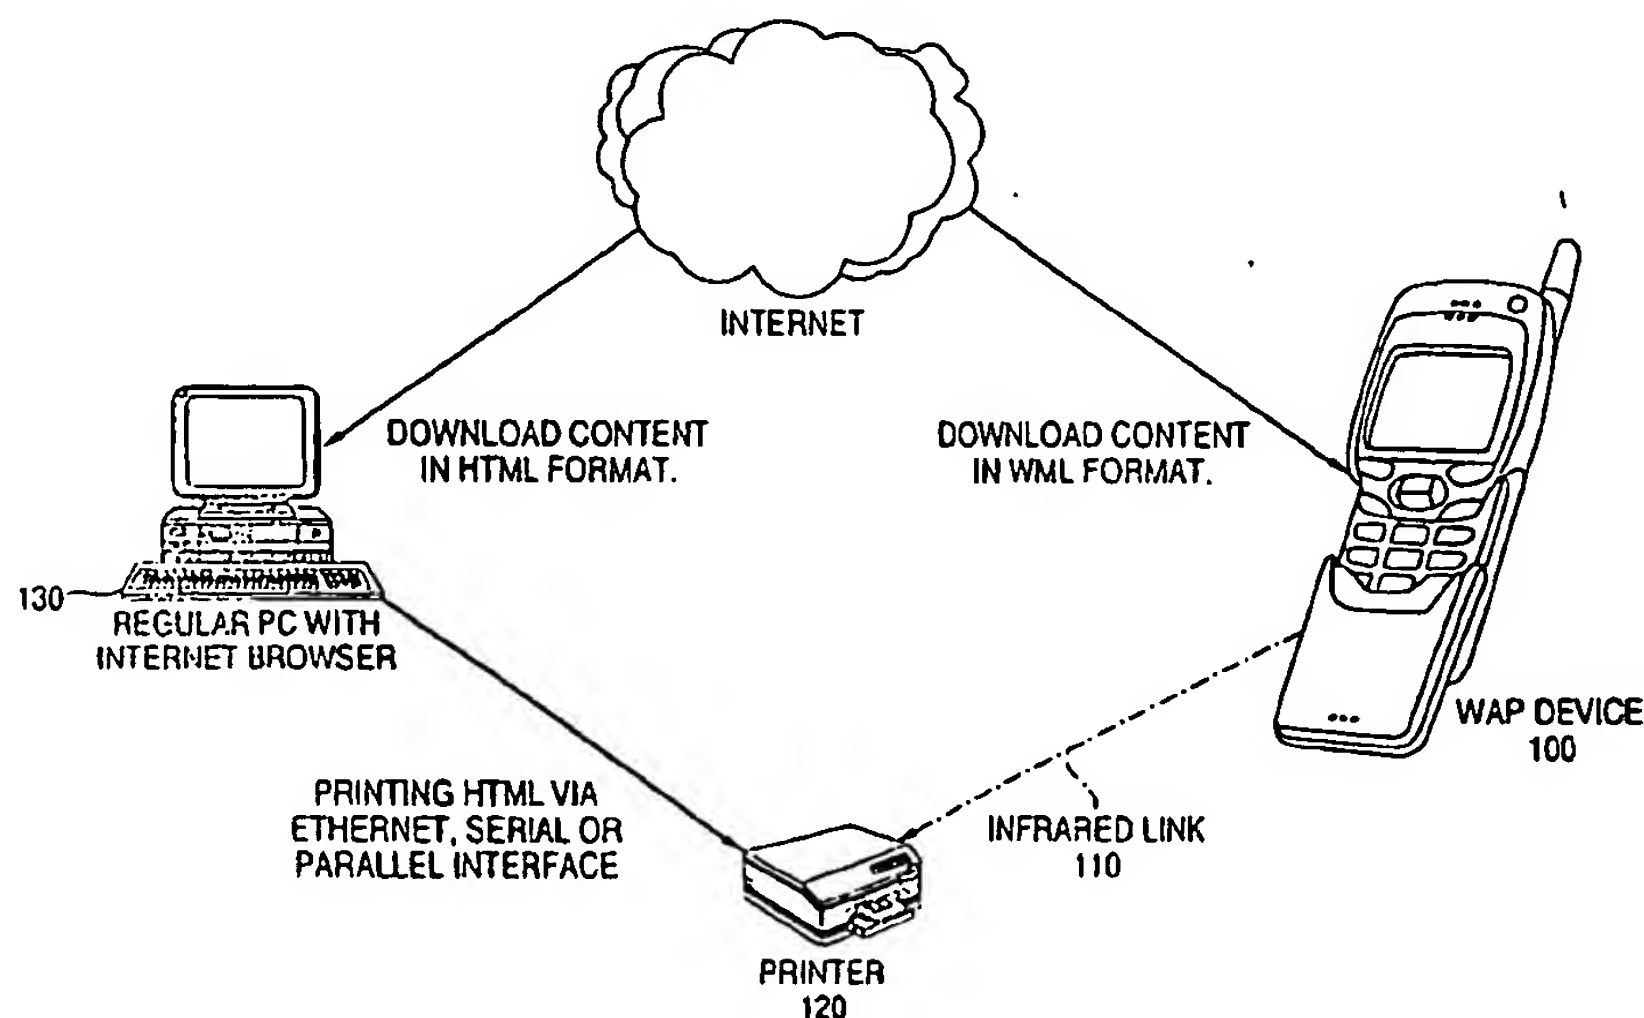 INTERNET
DOWNLOAD CONTENT
IN HTML FORMAT.
DOWNLOAD CONTENT
IN WML FORMAT.
130
REGULAR PC WITH
INTERNET BROWSER
WAP DEVICE
100
PRINTING HTML VIA
ETHERNET, SERIAL OR
PARALLEL INTERFACE
INFRARED LINK
110
PRINTER
120